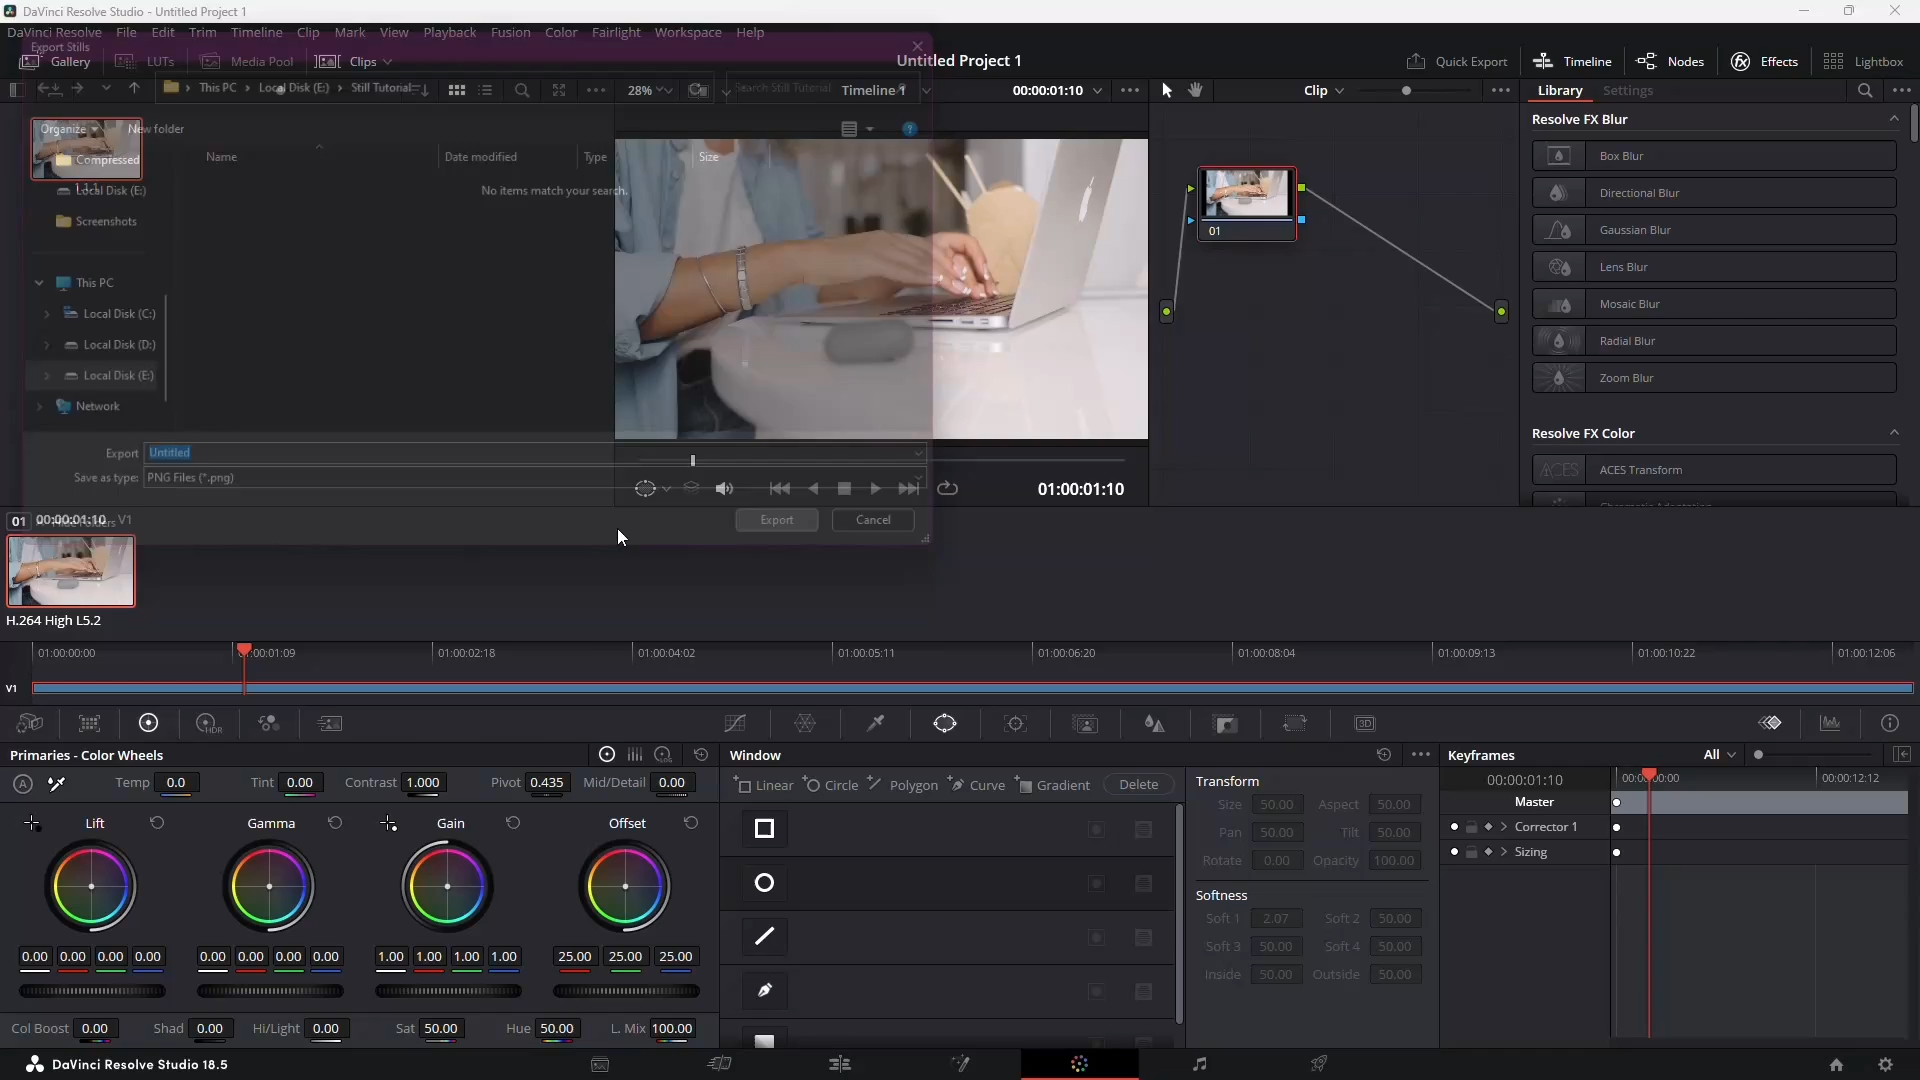 DaVinci Resolve Studio - Untitled Project 1
DaVinci Resolve File Edit Trim Timeline Clip Mark View Playback Color Fusion Color Fairlight Workspace Help
Export Stills
Gallery LUTs Media Pool Clips Untitled Project 1 Quick Export Timeline Nodes Effects Lightbox
This PC Local Disk (E:) Still Tutorial 28% Search Still Tutorial Timeline 1 00:00:01:10 Clip Library Settings
Resolve FX Blur
Organize New folder
Name Date modified Type Size
Compressed
Box Blur
1.1.1
Local Disk (E:) No items match your search.
Directional Blur
Screenshots
01
Gaussian Blur
Lens Blur
This PC
Mosaic Blur
Local Disk (C:)
Radial Blur
Local Disk (D:)
Zoom Blur
Local Disk (E:)
Network
Resolve FX Color
Export Untitled
ACES ACES Transform
Save as type: PNG Files (*.png)
01:00:01:10
01 00:00:01:10 V1
Hide Folders
Export Cancel
H.264 High L5.2
01:00:00:00 01:00:01:09 01:00:02:18 01:00:04:02 01:00:05:11 01:00:06:20 01:00:08:04 01:00:09:13 01:00:10:22 01:00:12:06
V1
HDR 3D
Primaries - Color Wheels LOG Window Keyframes All
A Temp 0.0 Tint 0.00 Contrast 1.000 Pivot 0.435 Mid/Detail 0.00
Linear Circle Polygon Curve Gradient Delete
Transform
00:00:01:10 00:00:00:00 00:00:12:12
Size 50.00 Aspect 50.00
Master
Lift Gamma Gain Offset
Pan 50.00 Tilt 50.00
Corrector 1
Rotate 0.00 Opacity 100.00
Sizing
Softness
Soft 1 2.07 Soft 2 50.00
Soft 3 50.00 Soft 4 50.00
Inside 50.00 Outside 50.00
0.00 0.00 0.00 0.00 0.00 0.00 0.00 0.00 1.00 1.00 1.00 1.00 25.00 25.00 25.00
Col Boost 0.00 Shad 0.00 Hi/Light 0.00 Sat 50.00 Hue 50.00 L. Mix 100.00
DaVinci Resolve Studio 18.5